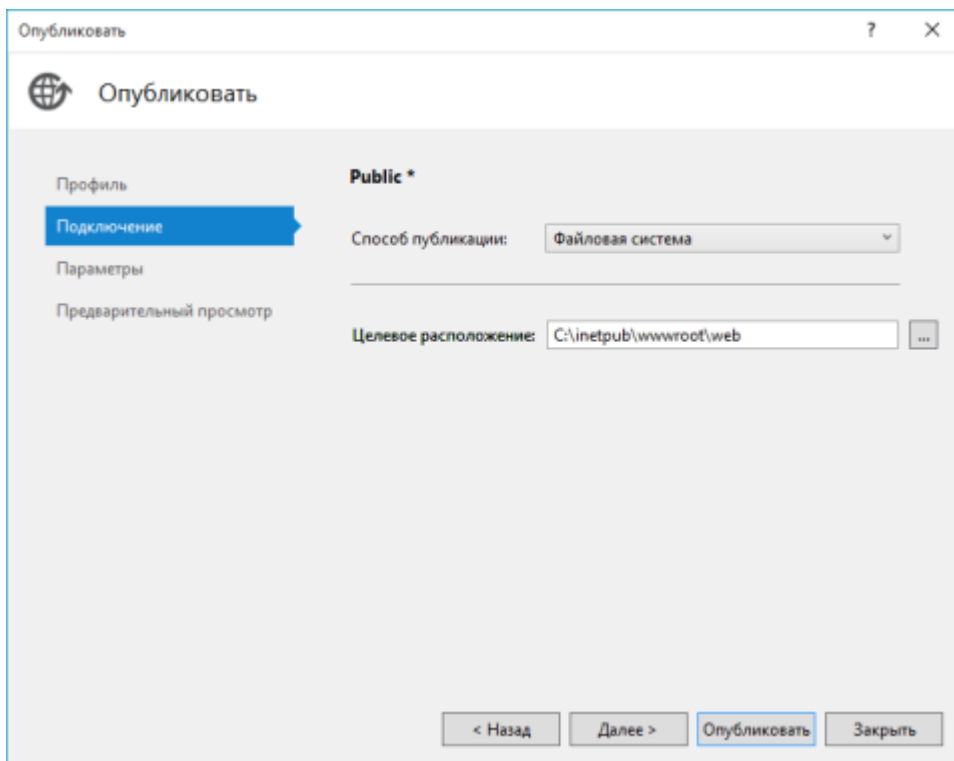 Опубликовать
?
Опубликовать
Профиль
Подключение
Параметры
Предварительный просмотр
Public *
Способ публикации: Файловая система
Целевое расположение: C:\inetpub\wwwroot\web ...
< Назад Далее > Опубликовать Закрыть